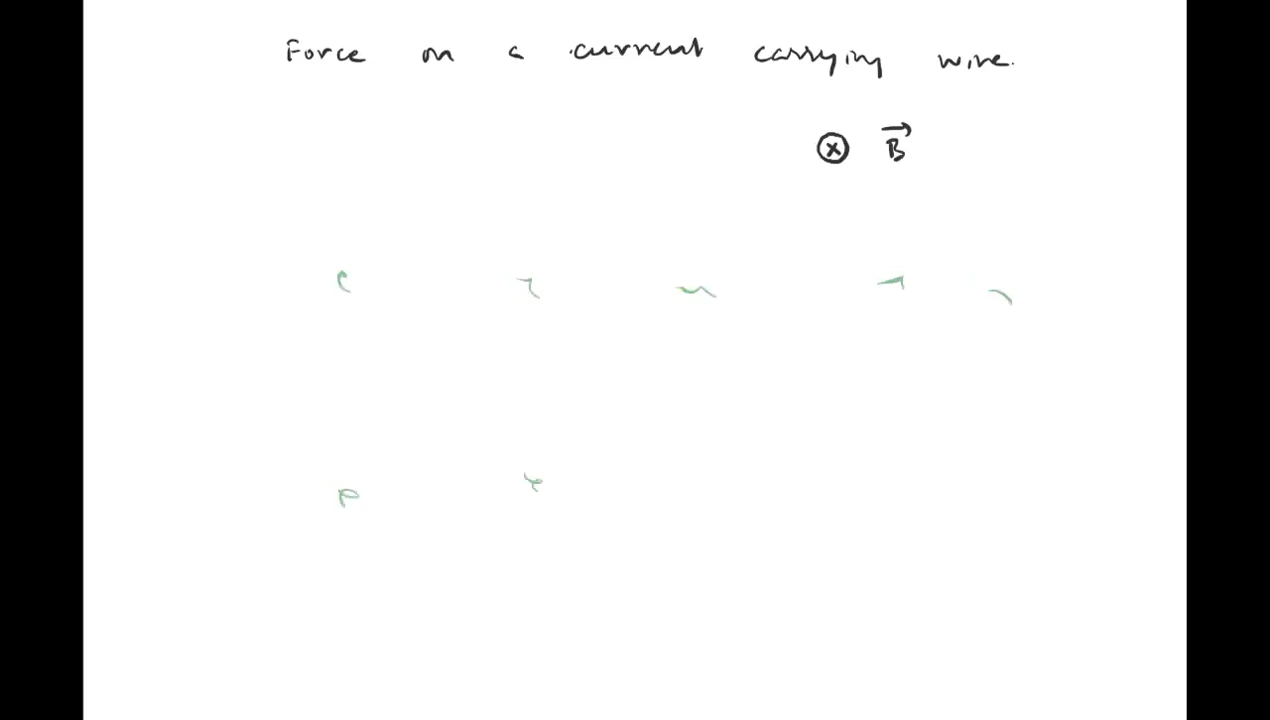 Force on a current carrying wire.
⊗ B⃗